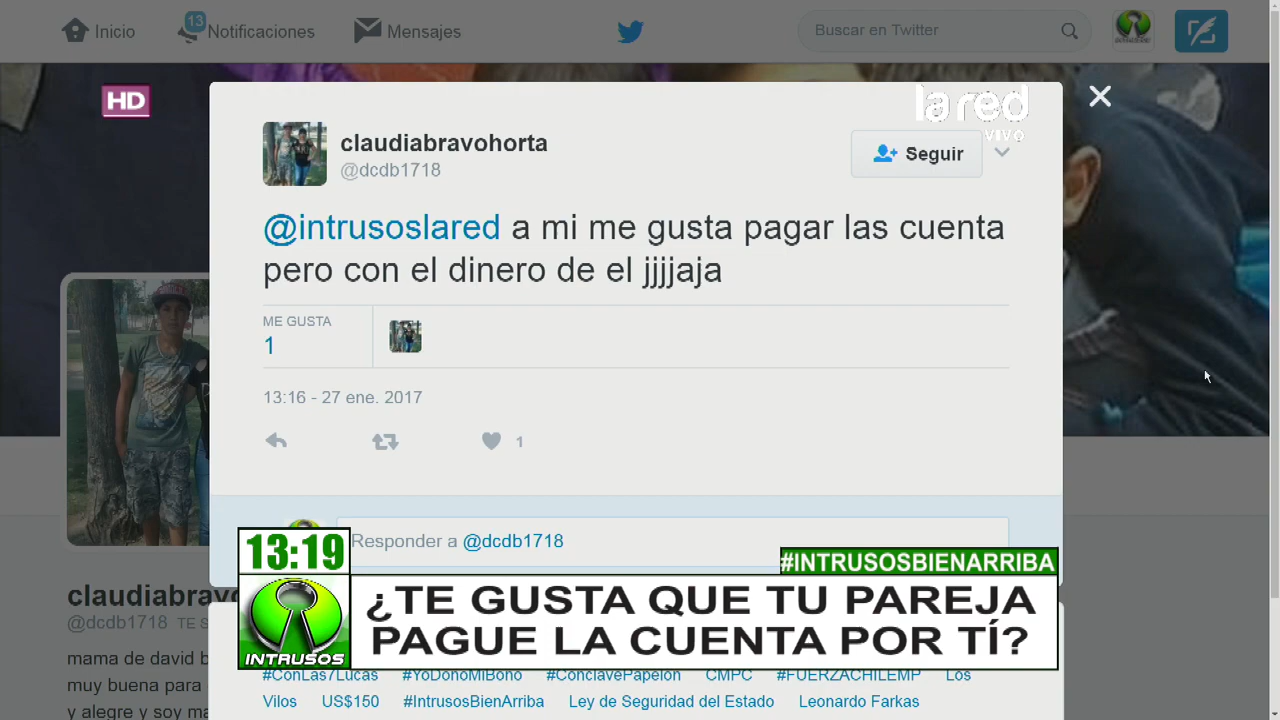 Inicio
13
Notificaciones
Mensajes
Buscar en Twitter
HD
la red
VIVO
claudiabravohorta
@dcdb1718
Seguir
@intrusoslared a mi me gusta pagar las cuenta
pero con el dinero de el jjjjaja
ME GUSTA
1
13:16 - 27 ene. 2017
1
Responder a @dcdb1718
13:19
#INTRUSOSBIENARRIBA
¿TE GUSTA QUE TU PAREJA
PAGUE LA CUENTA POR TÍ?
INTRUSOS
claudiabravo
@dcdb1718 TE S
mama de david b
muy buena para
y alegre y soy ma
#ConLas7Lucas #YoDonoMiBono #ConclavePapelon CMPC #FUERZACHILEMP Los
Vilos US$150 #IntrusosBienArriba Ley de Seguridad del Estado Leonardo Farkas